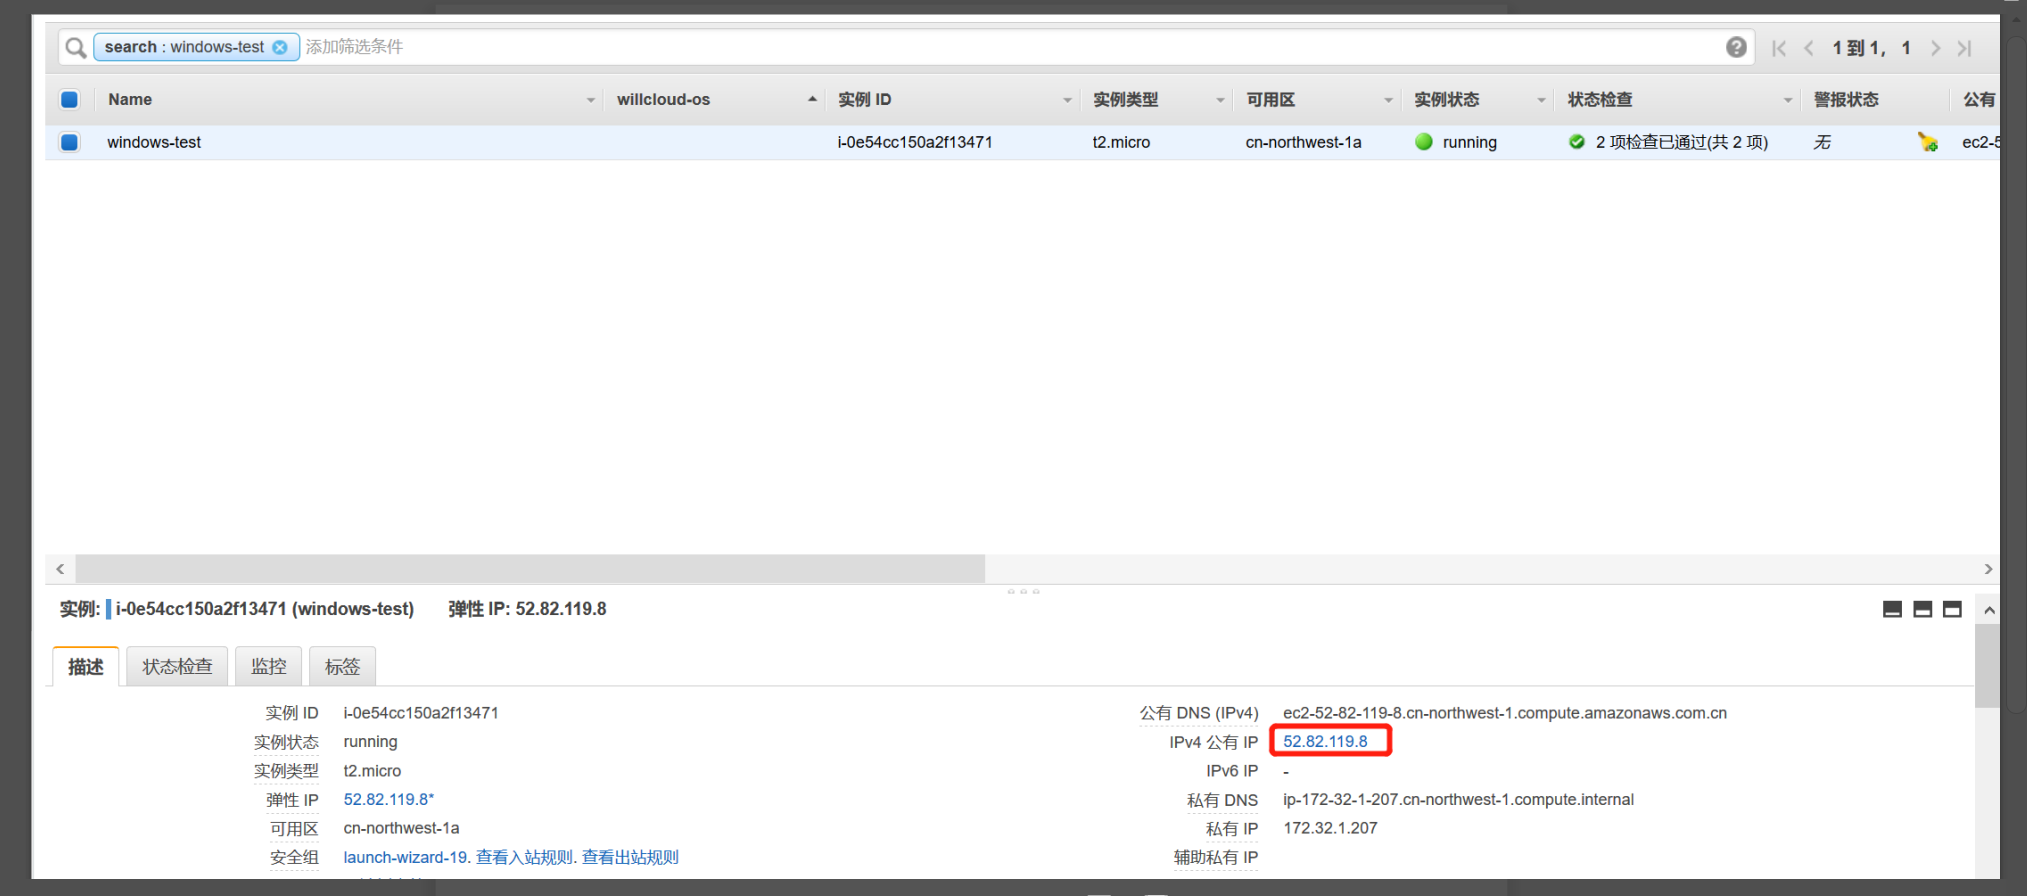 search : windows-test 添加筛选条件 1 到 1， 1
Name willcloud-os 实例 ID 实例类型 可用区 实例状态 状态检查 警报状态 公有
windows-test i-0e54cc150a2f13471 t2.micro cn-northwest-1a running 2 项检查已通过(共 2 项) 无 ec2-5
实例: i-0e54cc150a2f13471 (windows-test) 弹性 IP: 52.82.119.8
描述 状态检查 监控 标签
实例 ID i-0e54cc150a2f13471 公有 DNS (IPv4) ec2-52-82-119-8.cn-northwest-1.compute.amazonaws.com.cn
实例状态 running IPv4 公有 IP 52.82.119.8
实例类型 t2.micro IPv6 IP -
弹性 IP 52.82.119.8* 私有 DNS ip-172-32-1-207.cn-northwest-1.compute.internal
可用区 cn-northwest-1a 私有 IP 172.32.1.207
安全组 launch-wizard-19. 查看入站规则. 查看出站规则 辅助私有 IP